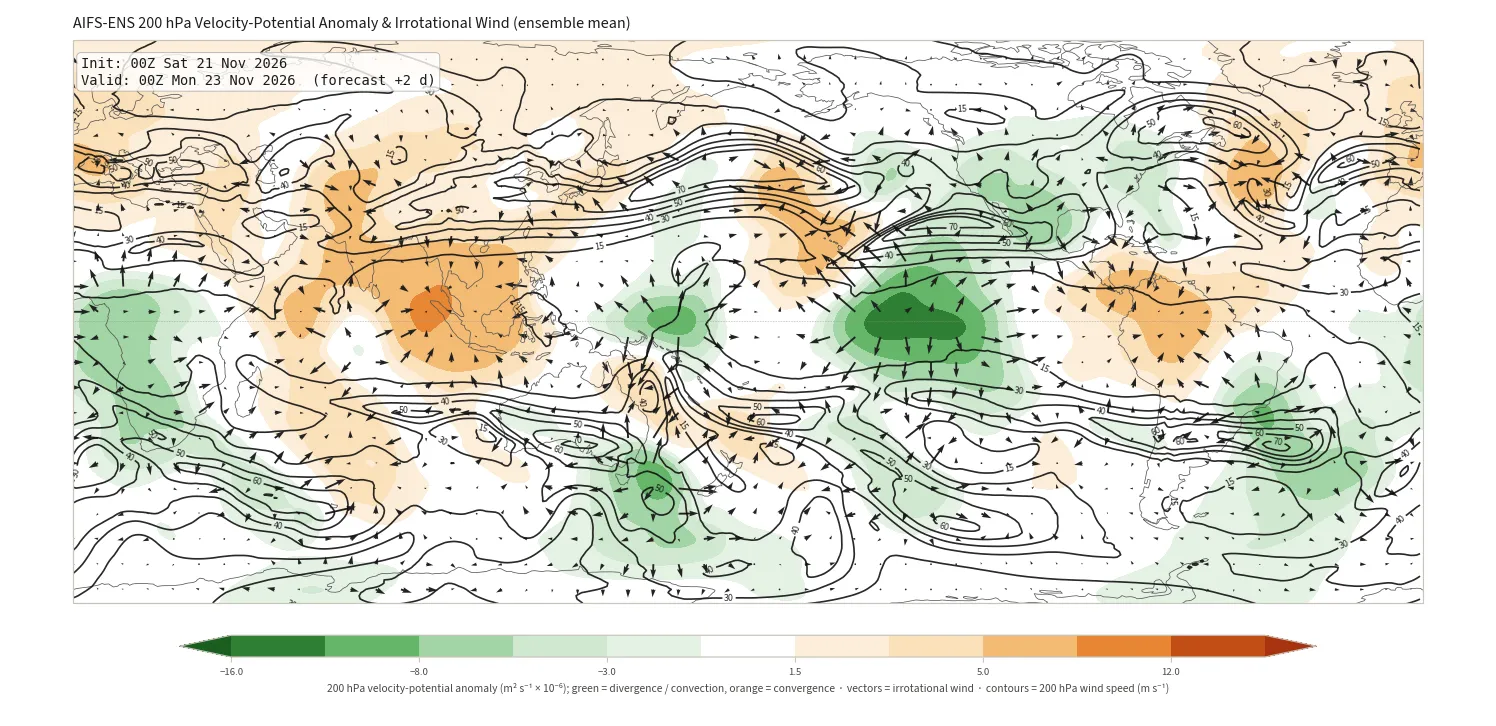 AIFS-ENS 200 hPa Velocity-Potential Anomaly & Irrotational Wind (ensemble mean)
Init: 00Z Sat 21 Nov 2026
Valid: 00Z Mon 23 Nov 2026 (forecast +2 d)
−16.0 −8.0 −3.0 1.5 5.0 12.0
200 hPa velocity-potential anomaly (m² s⁻¹ × 10⁻⁶); green = divergence / convection, orange = convergence · vectors = irrotational wind · contours = 200 hPa wind speed (m s⁻¹)